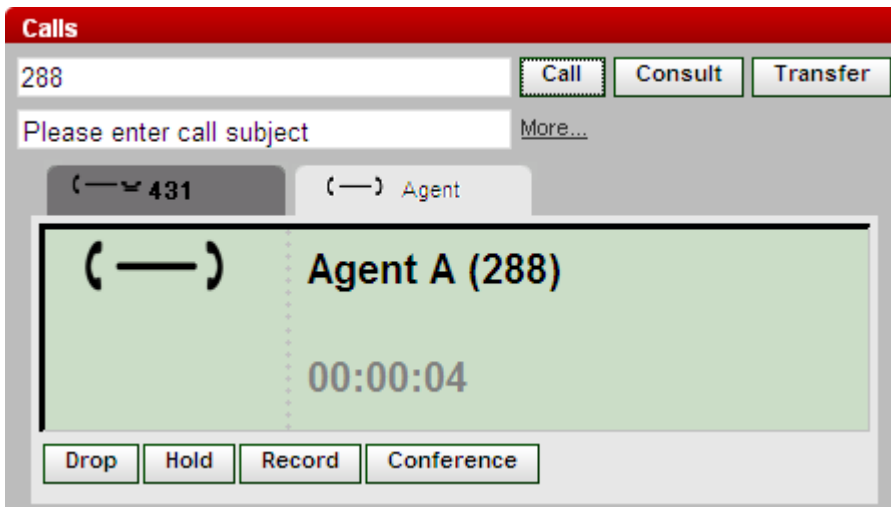 Calls
288 Call Consult Transfer
Please enter call subject More...
431 Agent
Agent A (288)
00:00:04
Drop Hold Record Conference